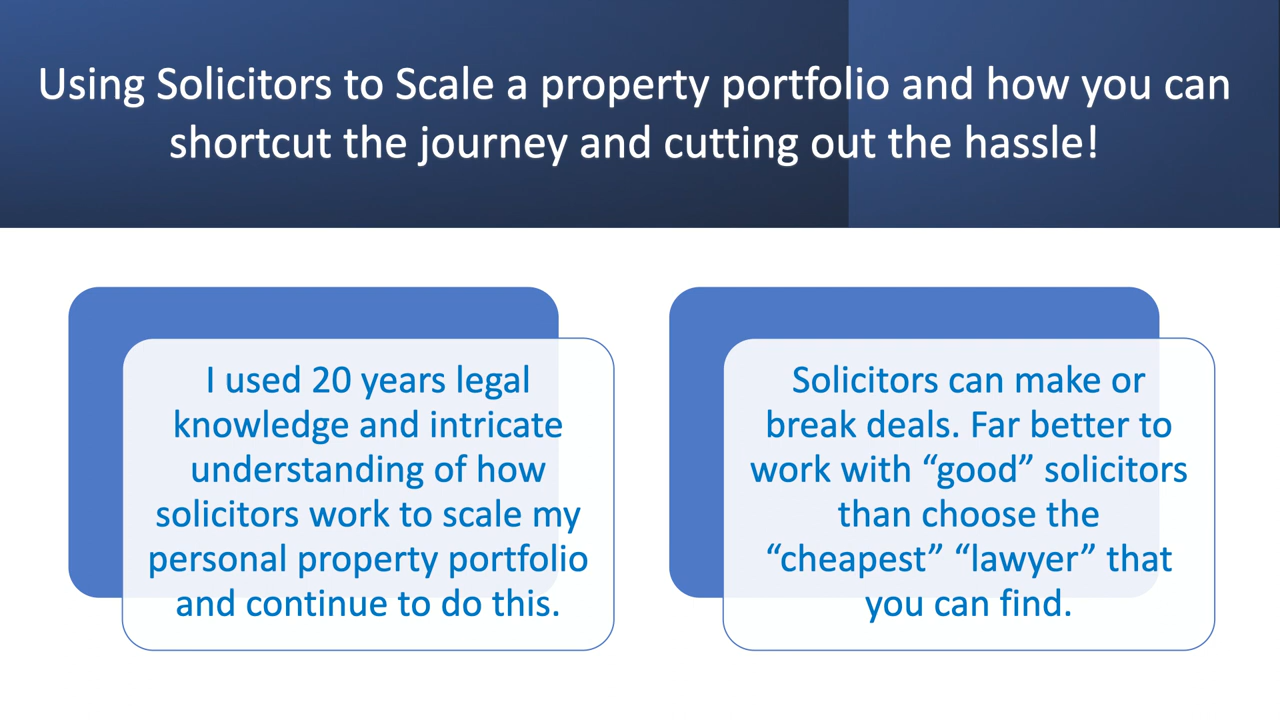 Using Solicitors to Scale a property portfolio and how you can
shortcut the journey and cutting out the hassle!
I used 20 years legal
knowledge and intricate
understanding of how
solicitors work to scale my
personal property portfolio
and continue to do this.
Solicitors can make or
break deals. Far better to
work with “good” solicitors
than choose the
“cheapest” “lawyer” that
you can find.